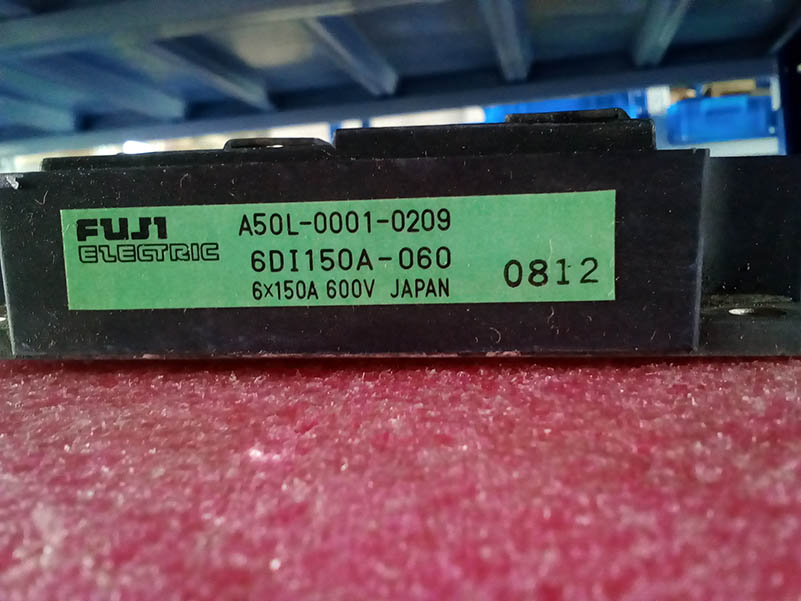 FUJI
ELECTRIC
A50L-0001-0209
6DI150A-060
6×150A 600V JAPAN
0812